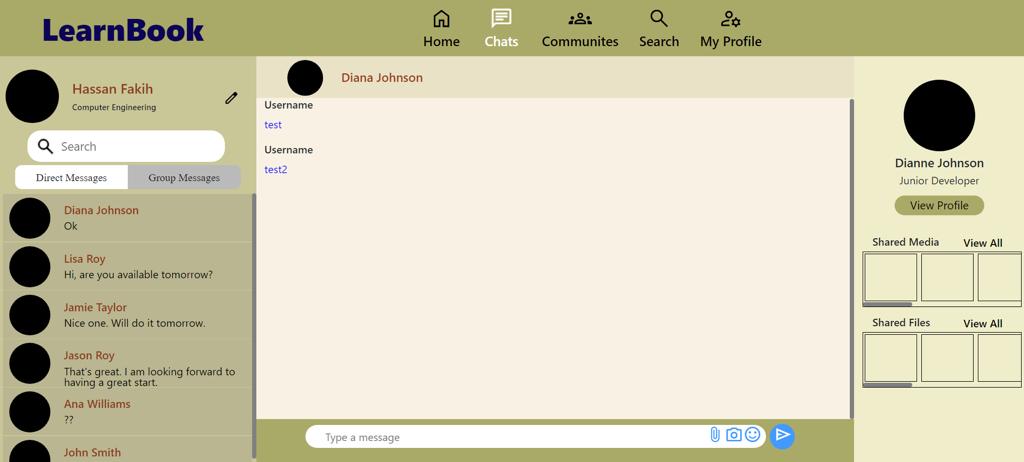 LearnBook
Home
Chats
Communites
Search
My Profile
Hassan Fakih
Computer Engineering
Search
Direct Messages
Group Messages
Diana Johnson
Ok
Lisa Roy
Hi, are you available tomorrow?
Jamie Taylor
Nice one. Will do it tomorrow.
Jason Roy
That's great. I am looking forward to
having a great start.
Ana Williams
??
John Smith
Diana Johnson
Username
test
Username
test2
Type a message
Dianne Johnson
Junior Developer
View Profile
Shared Media
View All
Shared Files
View All